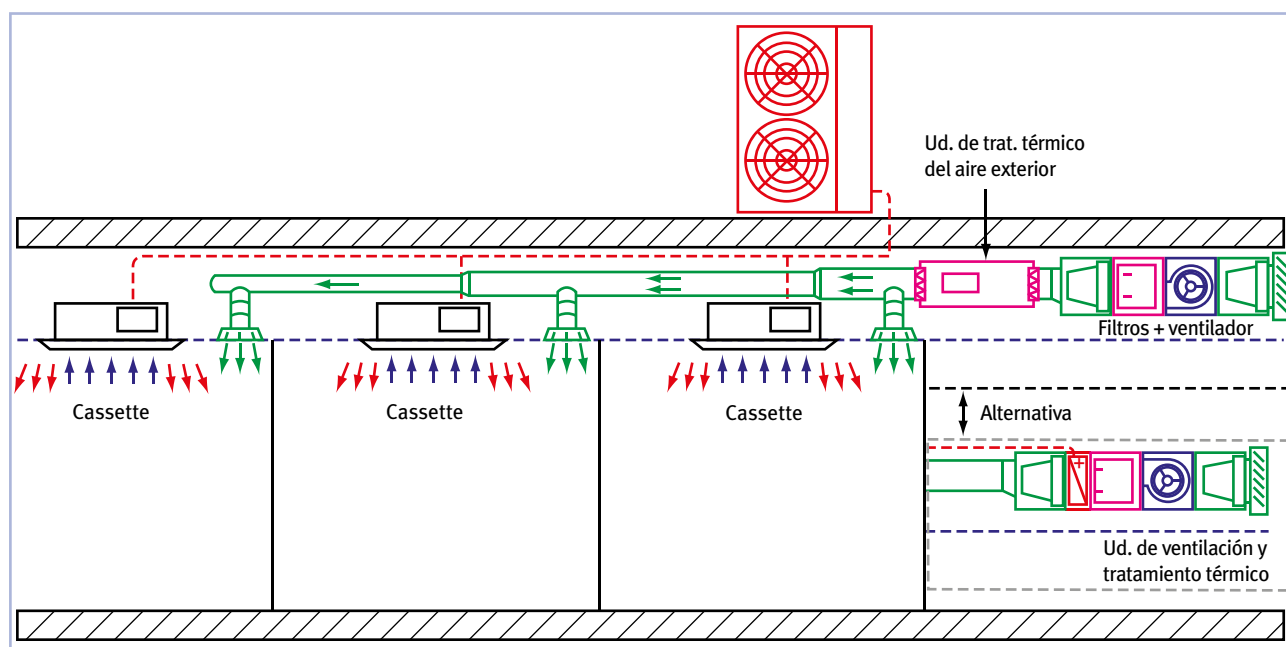 Ud. de trat. térmico
del aire exterior
Filtros + ventilador
Cassette
Cassette
Cassette
Alternativa
+
Ud. de ventilación y
tratamiento térmico